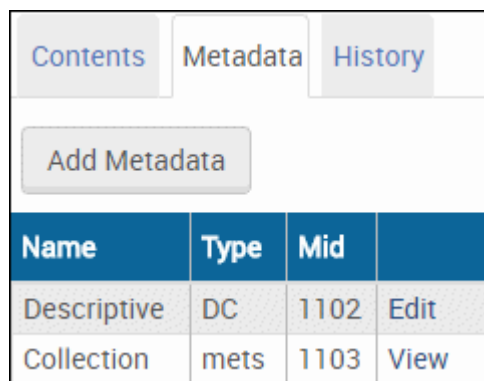 Contents Metadata History
Add Metadata
Name Type Mid
Descriptive DC 1102 Edit
Collection mets 1103 View